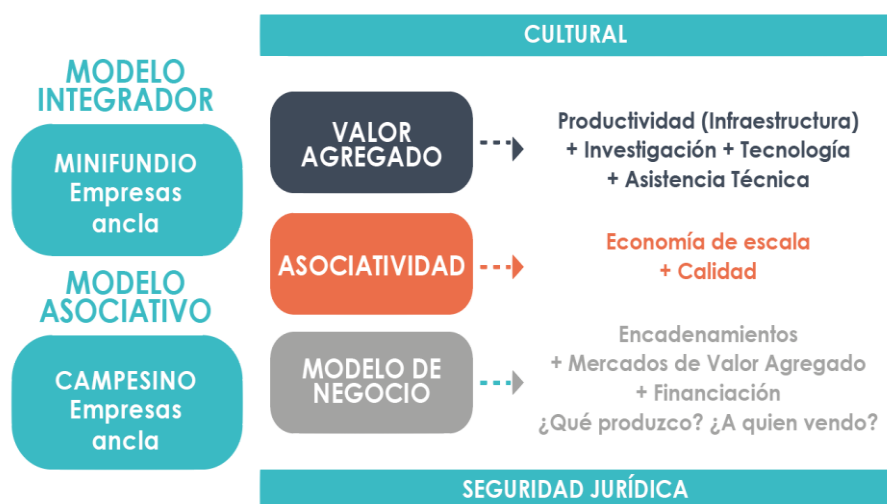 CULTURAL
MODELO
INTEGRADOR
MINIFUNDIO
Empresas
ancla
MODELO
ASOCIATIVO
CAMPESINO
Empresas
ancla
VALOR
AGREGADO
Productividad (Infraestructura)
+ Investigación + Tecnología
+ Asistencia Técnica
ASOCIATIVIDAD
Economía de escala
+ Calidad
MODELO DE
NEGOCIO
Encadenamientos
+ Mercados de Valor Agregado
+ Financiación
¿Qué produzco? ¿A quien vendo?
SEGURIDAD JURÍDICA